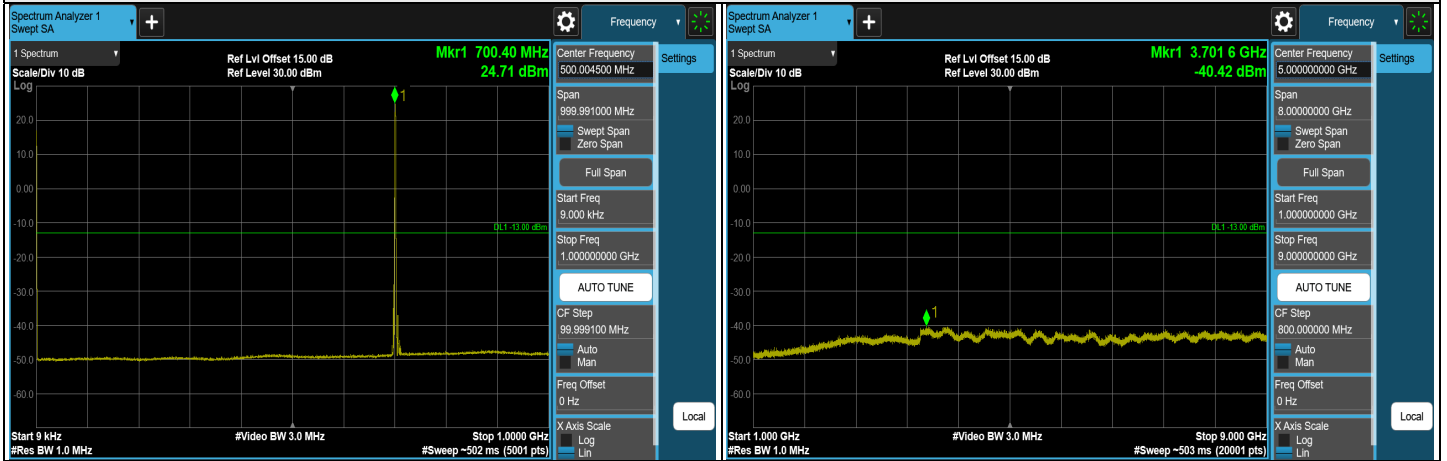 Spectrum Analyzer 1
Swept SA
+
Frequency
1 Spectrum
Scale/Div 10 dB
Log
Ref Lvl Offset 15.00 dB
Ref Level 30.00 dBm
Mkr1 700.40 MHz
24.71 dBm
1
20.0
10.0
0.00
-10.0
-20.0
-30.0
-40.0
-50.0
-60.0
DL1 -13.00 dBm
Start 9 kHz
#Res BW 1.0 MHz
#Video BW 3.0 MHz
Stop 1.0000 GHz
#Sweep ~502 ms (5001 pts)
Center Frequency
500.004500 MHz
Span
999.991000 MHz
Swept Span
Zero Span
Full Span
Start Freq
9.000 kHz
Stop Freq
1.000000000 GHz
AUTO TUNE
CF Step
99.999100 MHz
Auto
Man
Freq Offset
0 Hz
X Axis Scale
Log
Lin
Settings
Local
Spectrum Analyzer 1
Swept SA
+
Frequency
1 Spectrum
Scale/Div 10 dB
Log
Ref Lvl Offset 15.00 dB
Ref Level 30.00 dBm
Mkr1 3.701 6 GHz
-40.42 dBm
1
20.0
10.0
0.00
-10.0
-20.0
-30.0
-40.0
-50.0
-60.0
DL1 -13.00 dBm
Start 1.000 GHz
#Res BW 1.0 MHz
#Video BW 3.0 MHz
Stop 9.000 GHz
#Sweep ~503 ms (20001 pts)
Center Frequency
5.000000000 GHz
Span
8.00000000 GHz
Swept Span
Zero Span
Full Span
Start Freq
1.000000000 GHz
Stop Freq
9.000000000 GHz
AUTO TUNE
CF Step
800.000000 MHz
Auto
Man
Freq Offset
0 Hz
X Axis Scale
Log
Lin
Settings
Local